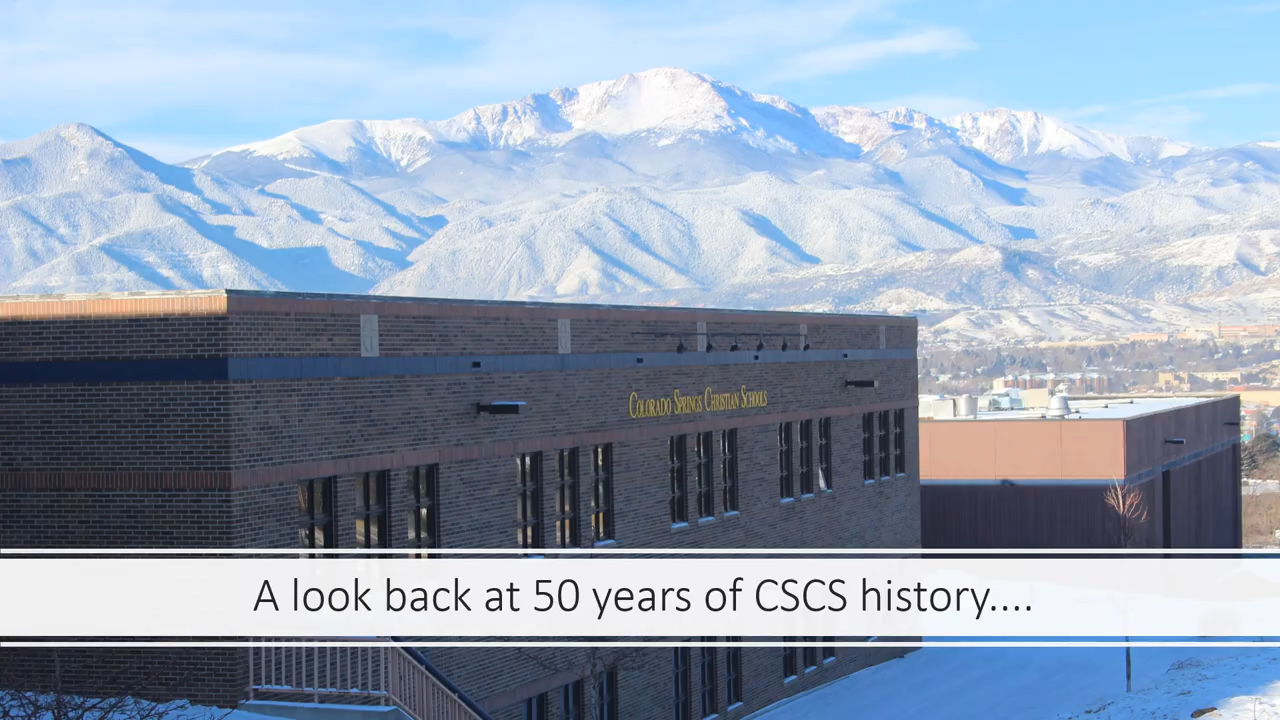 Colorado Springs Christian Schools
A look back at 50 years of CSCS history....